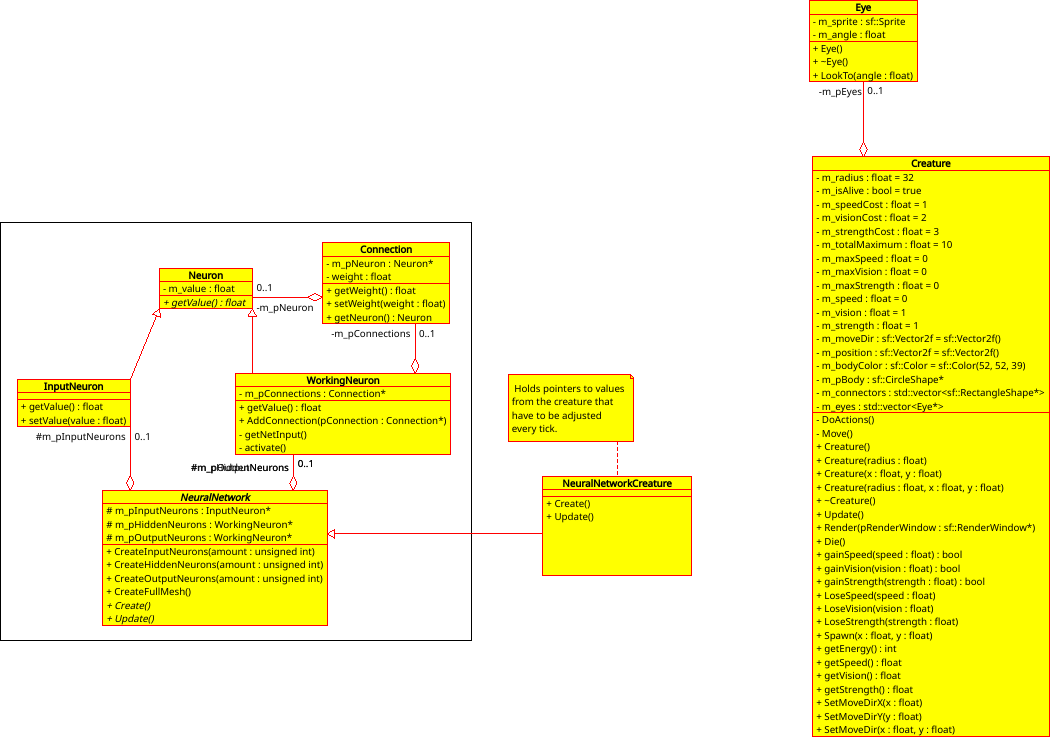 Eye
- m_sprite : sf::Sprite
- m_angle : float
+ Eye()
+ ~Eye()
+ LookTo(angle : float)
-m_pEyes
0..1
Creature
- m_radius : float = 32
- m_isAlive : bool = true
- m_speedCost : float = 1
- m_visionCost : float = 2
- m_strengthCost : float = 3
- m_totalMaximum : float = 10
- m_maxSpeed : float = 0
- m_maxVision : float = 0
- m_maxStrength : float = 0
- m_speed : float = 0
- m_vision : float = 1
- m_strength : float = 1
- m_moveDir : sf::Vector2f = sf::Vector2f()
- m_position : sf::Vector2f = sf::Vector2f()
- m_bodyColor : sf::Color = sf::Color(52, 52, 39)
- m_pBody : sf::CircleShape*
- m_connectors : std::vector<sf::RectangleShape*>
- m_eyes : std::vector<Eye*>
- DoActions()
- Move()
+ Creature()
+ Creature(radius : float)
+ Creature(x : float, y : float)
+ Creature(radius : float, x : float, y : float)
+ ~Creature()
+ Update()
+ Render(pRenderWindow : sf::RenderWindow*)
+ Die()
+ gainSpeed(speed : float) : bool
+ gainVision(vision : float) : bool
+ gainStrength(strength : float) : bool
+ LoseSpeed(speed : float)
+ LoseVision(vision : float)
+ LoseStrength(strength : float)
+ Spawn(x : float, y : float)
+ getEnergy() : int
+ getSpeed() : float
+ getVision() : float
+ getStrength() : float
+ SetMoveDirX(x : float)
+ SetMoveDirY(y : float)
+ SetMoveDir(x : float, y : float)
Connection
- m_pNeuron : Neuron*
- weight : float
+ getWeight() : float
+ setWeight(weight : float)
+ getNeuron() : Neuron
Neuron
- m_value : float
+ getValue() : float
0..1
-m_pNeuron
-m_pConnections
0..1
InputNeuron
+ getValue() : float
+ setValue(value : float)
#m_pInputNeurons
0..1
WorkingNeuron
- m_pConnections : Connection*
+ getValue() : float
+ AddConnection(pConnection : Connection*)
- getNetInput()
- activate()
0..1
NeuralNetwork
# m_pInputNeurons : InputNeuron*
# m_pHiddenNeurons : WorkingNeuron*
# m_pOutputNeurons : WorkingNeuron*
+ CreateInputNeurons(amount : unsigned int)
+ CreateHiddenNeurons(amount : unsigned int)
+ CreateOutputNeurons(amount : unsigned int)
+ CreateFullMesh()
+ Create()
+ Update()
Holds pointers to values
from the creature that
have to be adjusted
every tick.
NeuralNetworkCreature
+ Create()
+ Update()